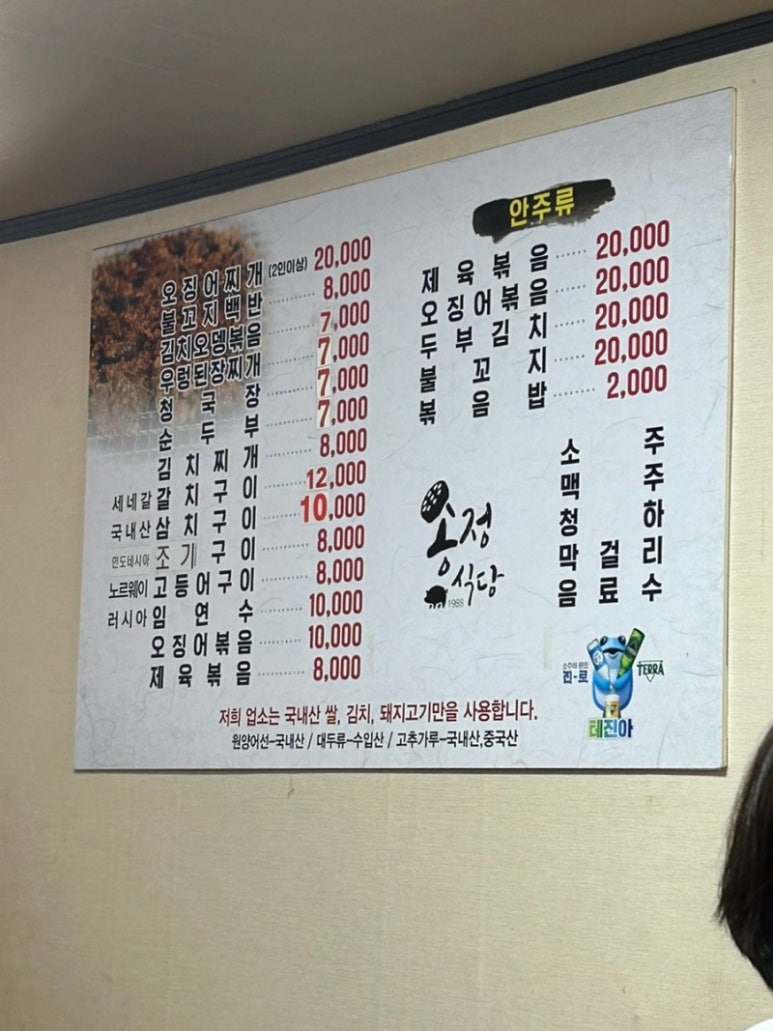 오징어찌개 (2인이상) 20,000
불꼬지백반 ······ 8,000
김치오뎅볶음 ······ 7,000
우렁된장찌개 ······ 7,000
청국장 ······ 7,000
순두부 ······ 7,000
김치찌개 ······ 8,000
세네갈 갈치구이 ······ 12,000
국내산 삼치구이 ······ 10,000
인도네시아 조기구이 ······ 8,000
노르웨이 고등어구이 ······ 8,000
러시아 임연수 ······ 10,000
오징어볶음 ······ 10,000
제육볶음 ······ 8,000
안주류
제육볶음 ······ 20,000
오징어볶음 ······ 20,000
두부김치 ······ 20,000
불꼬지 ······ 20,000
볶음밥 ······ 2,000
소주
맥주
청하
막걸리
음료수
식당
진-로
TERRA
테진아
저희 업소는 국내산 쌀, 김치, 돼지고기만을 사용합니다.
원양어선-국내산 / 대두류-수입산 / 고추가루-국내산,중국산